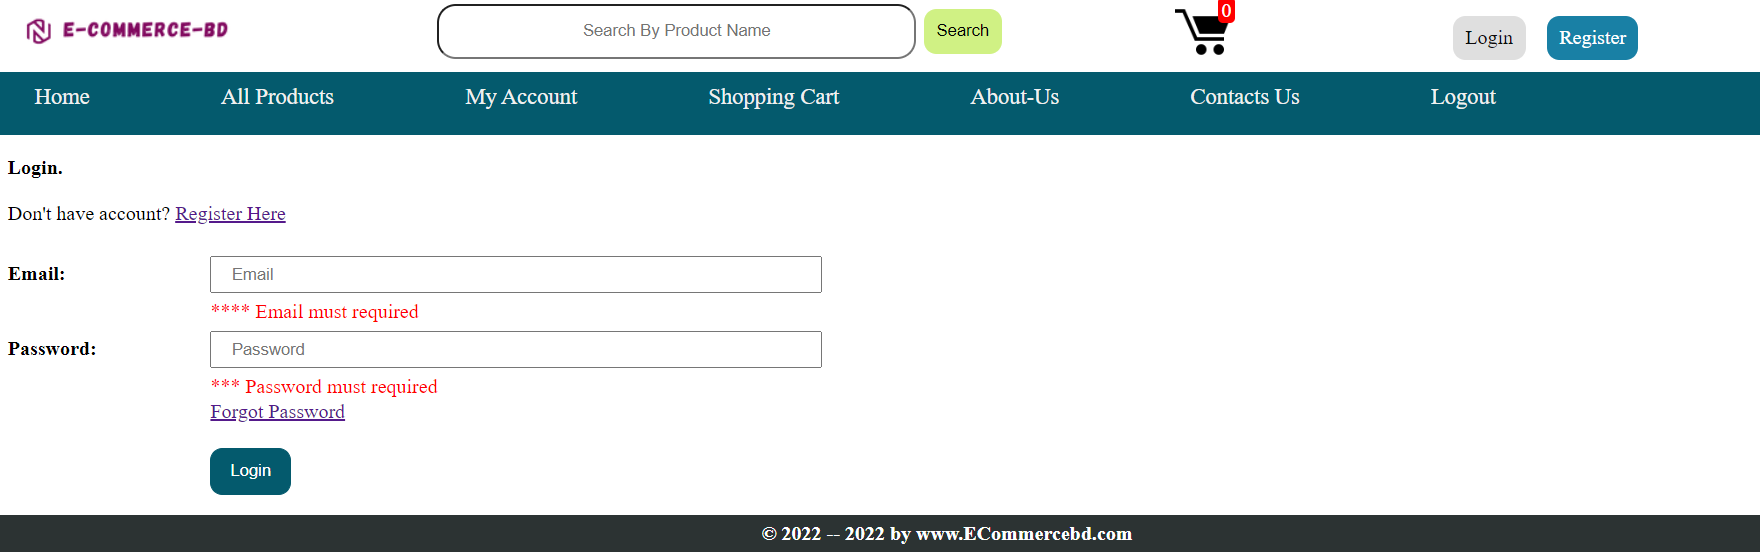 E-COMMERCE-BD
Search By Product Name
Search
0
Login
Register
Home
All Products
My Account
Shopping Cart
About-Us
Contacts Us
Logout
Login.
Don't have account? Register Here
Email:
Email
**** Email must required
Password:
Password
*** Password must required
Forgot Password
Login
© 2022 -- 2022 by www.ECommercebd.com